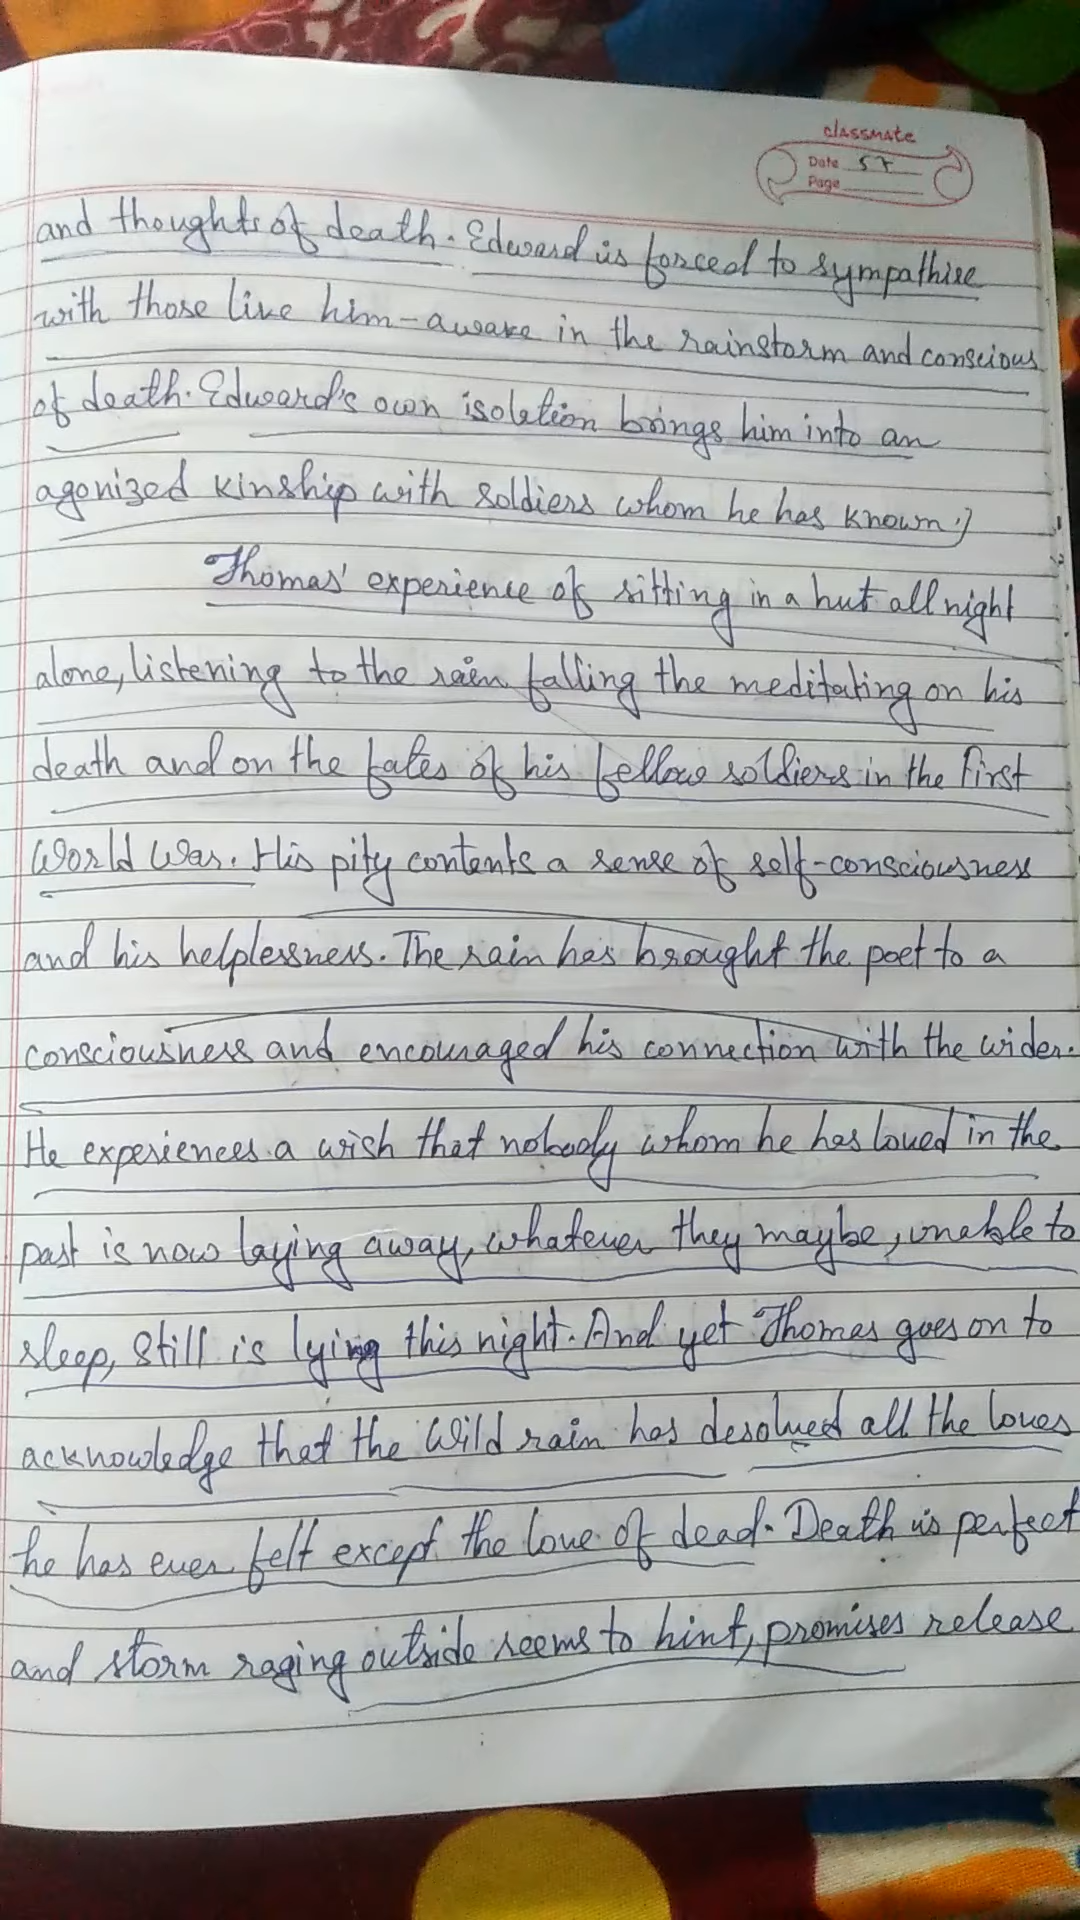 classmate
Date 57
Page
and thoughts of death. Edward is forced to sympathise
with those like him - awake in the rainstorm and conscious
of death. Edward's own isoletion brings him into an
agonized kinship with soldiers whom he has known.]
Thomas' experience of sitting in a hut all night
alone, listening to the rain falling the meditating on his
death and on the fates of his fellow soldiers in the First
World War. His pity contents a sense of self-consciousness
and his helplessness. The rain has brought the poet to a
consciousness and encouraged his connection with the wider.
He experiences a wish that nobody whom he has loved in the
past is now laying away, whatever they maybe, unable to
sleep, still is lying this night. And yet Thomas goes on to
acknowledge that the Wild rain has desolved all the loves
he has ever felt except the love of dead. Death is perfect
and storm raging outside seems to hint, promises release